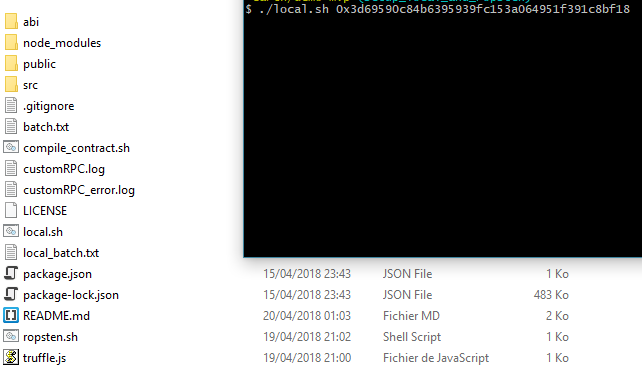 $ ./local.sh 0x3d69590c84b6395939fc153a064951f391c8bf18
abi
node_modules
public
src
.gitignore
batch.txt
compile_contract.sh
customRPC.log
customRPC_error.log
LICENSE
local.sh
local_batch.txt
package.json 15/04/2018 23:43 JSON File 1 Ko
package-lock.json 15/04/2018 23:43 JSON File 483 Ko
README.md 20/04/2018 01:03 Fichier MD 2 Ko
ropsten.sh 19/04/2018 21:02 Shell Script 1 Ko
truffle.js 19/04/2018 21:00 Fichier de JavaScript 1 Ko